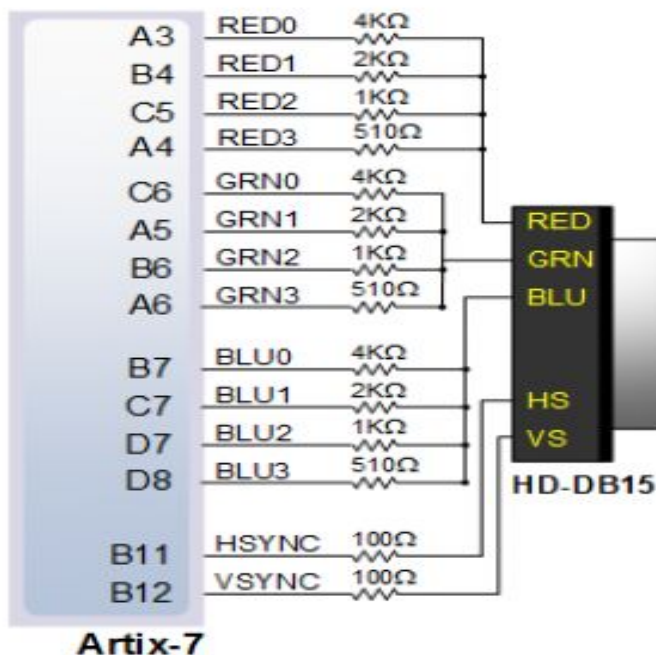 A3 RED0 4KΩ
B4 RED1 2KΩ
C5 RED2 1KΩ
A4 RED3 510Ω
C6 GRN0 4KΩ
A5 GRN1 2KΩ
B6 GRN2 1KΩ
A6 GRN3 510Ω
B7 BLU0 4KΩ
C7 BLU1 2KΩ
D7 BLU2 1KΩ
D8 BLU3 510Ω
B11 HSYNC 100Ω
B12 VSYNC 100Ω
Artix-7
RED
GRN
BLU
HS
VS
HD-DB15